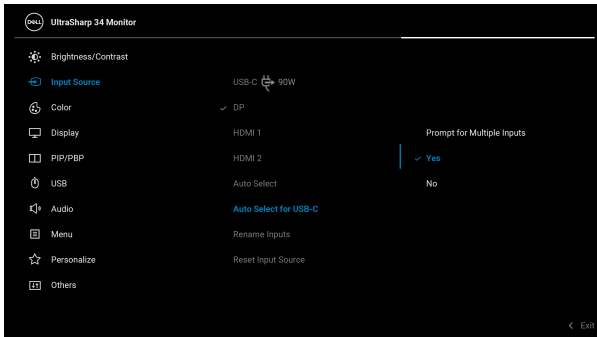 DELL
UltraSharp 34 Monitor
Brightness/Contrast
Input Source
Color
Display
PIP/PBP
USB
Audio
Menu
Personalize
Others
USB-C 90W
DP
HDMI 1
HDMI 2
Auto Select
Auto Select for USB-C
Rename Inputs
Reset Input Source
Prompt for Multiple Inputs
Yes
No
Exit